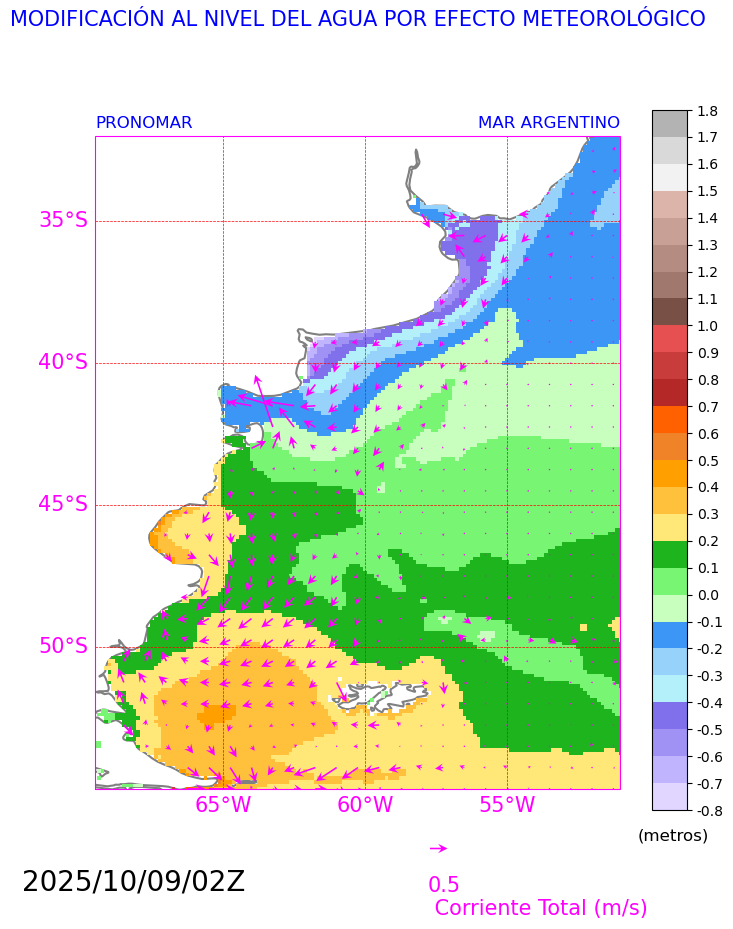 MODIFICACIÓN AL NIVEL DEL AGUA POR EFECTO METEOROLÓGICO
PRONOMAR MAR ARGENTINO
35°S
40°S
45°S
50°S
65°W 60°W 55°W
1.8
1.7
1.6
1.5
1.4
1.3
1.2
1.1
1.0
0.9
0.8
0.7
0.6
0.5
0.4
0.3
0.2
0.1
0.0
-0.1
-0.2
-0.3
-0.4
-0.5
-0.6
-0.7
-0.8
(metros)
2025/10/09/02Z
0.5
Corriente Total (m/s)